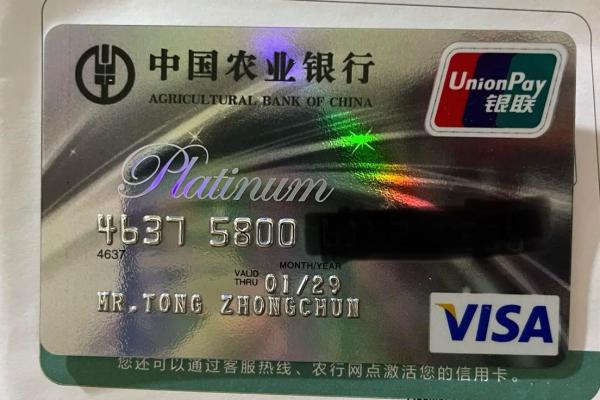 中国农业银行
AGRICULTURAL BANK OF CHINA
UnionPay
银联
Platinum
4637 5800
4637
MONTH/YEAR
VALID THRU 01/29
MR.TONG ZHONGCHUN
VISA
您还可以通过客服热线、农行网点激活您的信用卡。